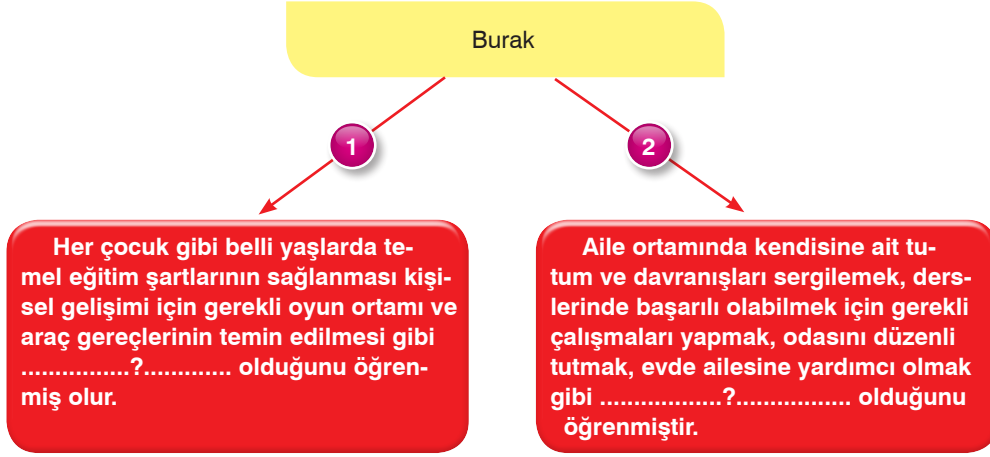 Burak
1
2
Her çocuk gibi belli yaşlarda te-
mel eğitim şartlarının sağlanması kişi-
sel gelişimi için gerekli oyun ortamı ve
araç gereçlerinin temin edilmesi gibi
................?............. olduğunu öğren-
miş olur.
Aile ortamında kendisine ait tu-
tum ve davranışları sergilemek, ders-
lerinde başarılı olabilmek için gerekli
çalışmaları yapmak, odasını düzenli
tutmak, evde ailesine yardımcı olmak
gibi ..................?................. olduğunu
öğrenmiştir.